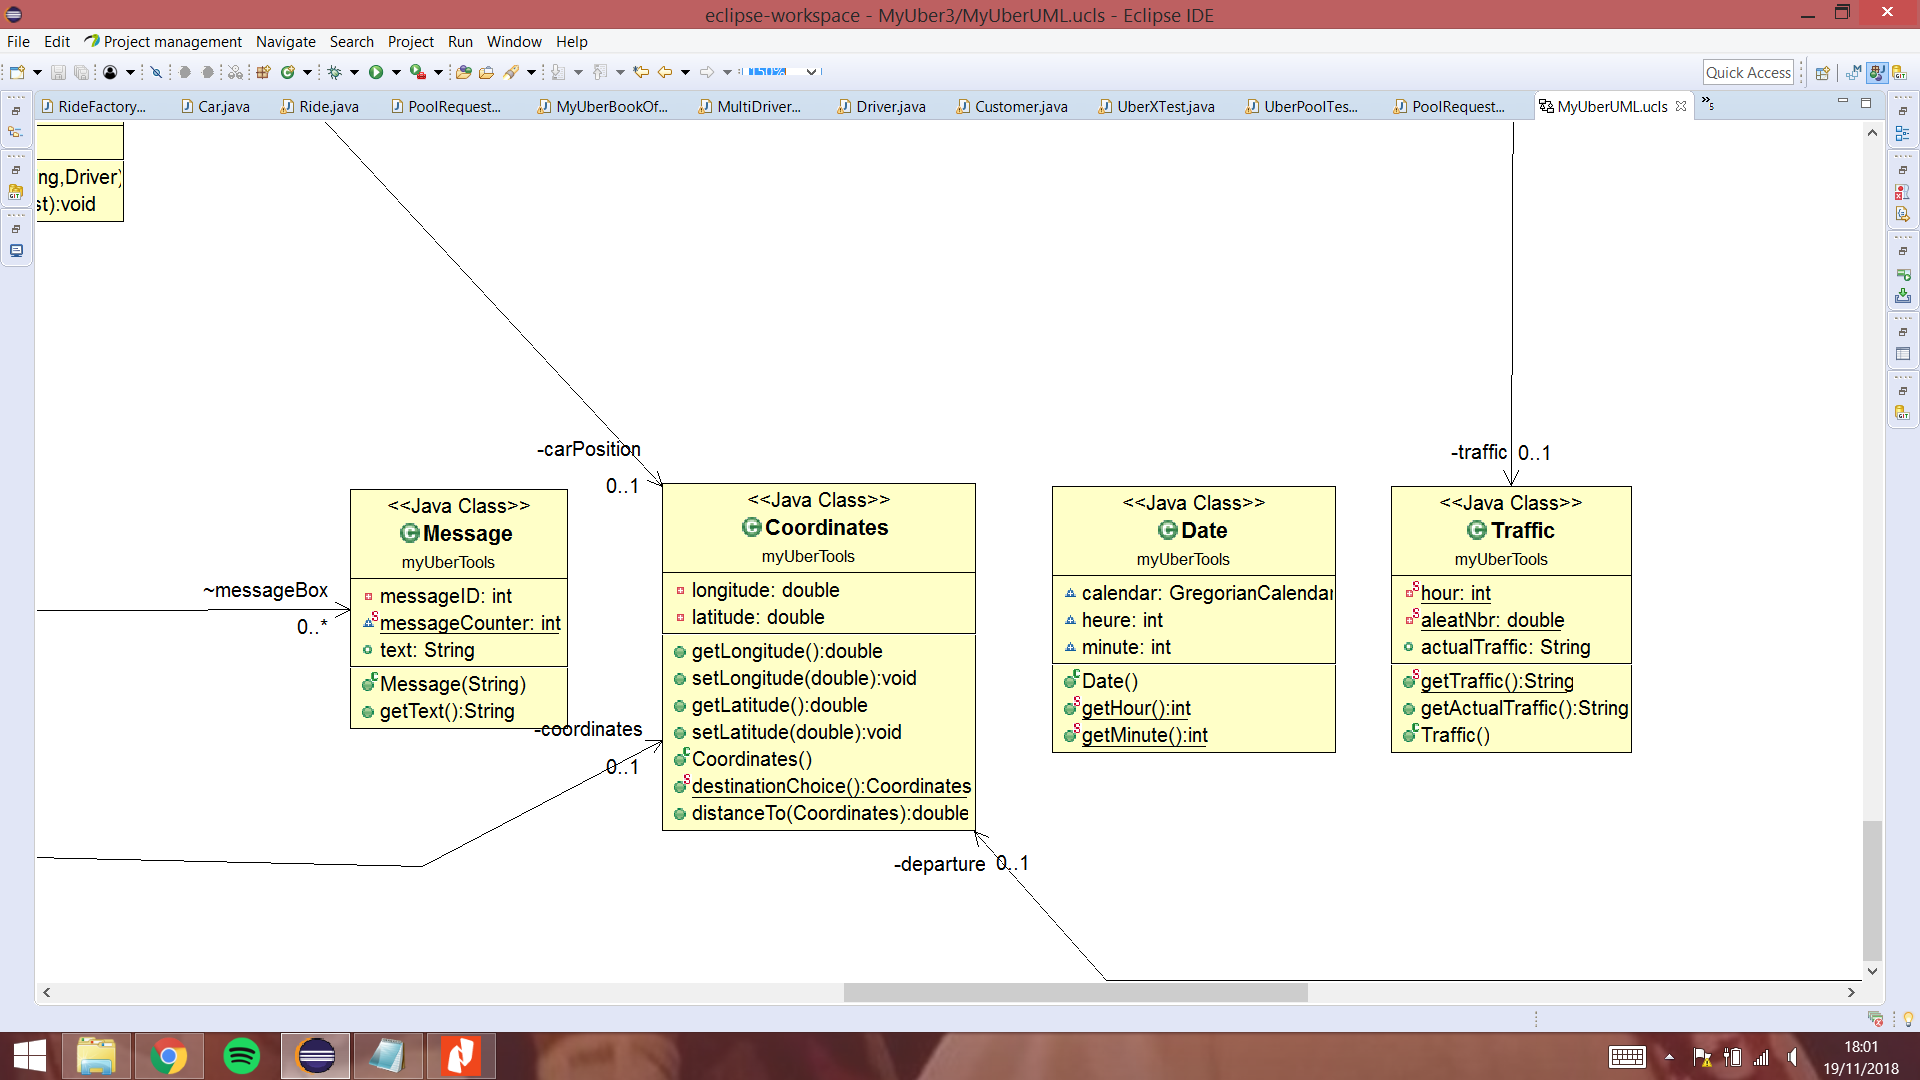 eclipse-workspace - MyUber3/MyUberUML.ucls - Eclipse IDE
File Edit Project management Navigate Search Project Run Window Help
150% Quick Access
RideFactory... Car.java Ride.java PoolRequest... MyUberBookOf... MultiDriver... Driver.java Customer.java UberXTest.java UberPoolTes... PoolRequest... MyUberUML.ucls »5
ng,Driver)
st):void
-carPosition
0..1
-traffic 0..1
~messageBox
0..*
<<Java Class>>
Message
myUberTools
messageID: int
messageCounter: int
text: String
Message(String)
getText():String
-coordinates
0..1
<<Java Class>>
Coordinates
myUberTools
longitude: double
latitude: double
getLongitude():double
setLongitude(double):void
getLatitude():double
setLatitude(double):void
Coordinates()
destinationChoice():Coordinates
distanceTo(Coordinates):double
-departure 0..1
<<Java Class>>
Date
myUberTools
calendar: GregorianCalendar
heure: int
minute: int
Date()
getHour():int
getMinute():int
<<Java Class>>
Traffic
myUberTools
hour: int
aleatNbr: double
actualTraffic: String
getTraffic():String
getActualTraffic():String
Traffic()
18:01
19/11/2018